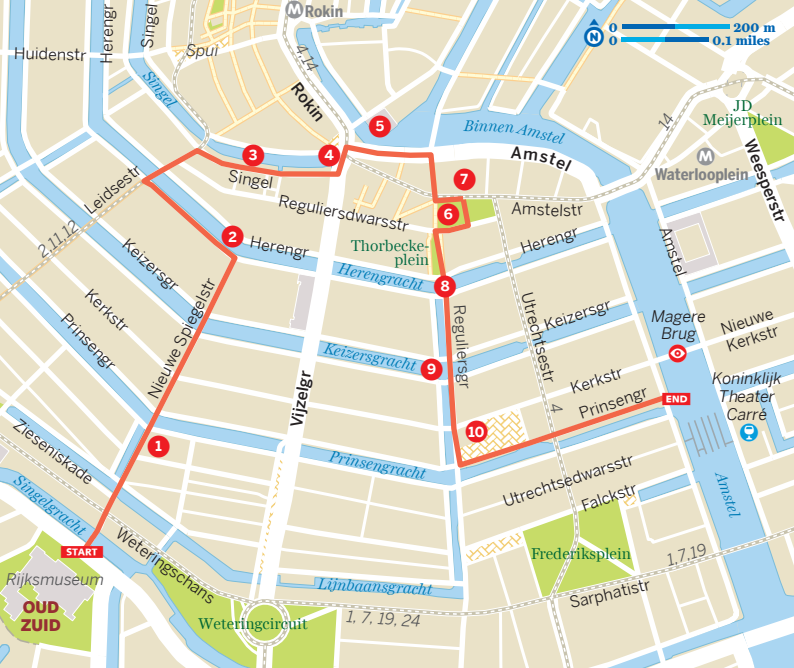 M Rokin
Huidenstr
Herengr
Singel
Spui
4,14
Rokin
N
0 200 m
0 0.1 miles
Singel
5
Binnen Amstel
Amstel
14
JD
Meijerplein
M
Waterlooplein
Weesperstr
3
4
Singel
Leidsestr
2,11,12
7
6
Reguliersdwarsstr
Amstelstr
Thorbecke-
plein
2
Herengr
Herengracht
Herengr
8
Keizersgr
Kerkstr
Prinsengr
Nieuwe Spiegelstr
Vijzelgr
Keizersgracht
9
Reguliersgr
Utrechtsestr
Keizersgr
Amstel
Magere
Brug
Nieuwe
Kerkstr
Kerkstr
Prinsengr
END
Koninklijk
Theater
Carré
4
10
1
Prinsengracht
Zieseniskade
Singelgracht
START
Weteringschans
Utrechtsedwarsstr
Falckstr
Amstel
Frederiksplein
1,7,19
Rijksmuseum
OUD
ZUID
Lijnbaansgracht
Sarphatistr
Weteringcircuit
1, 7, 19, 24